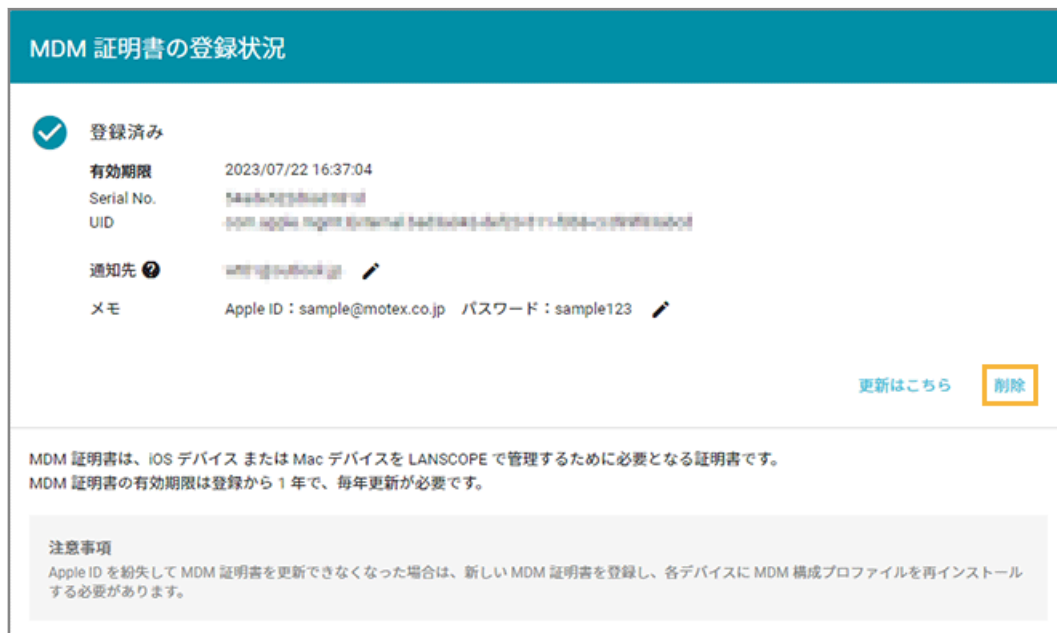 MDM 証明書の登録状況
登録済み
有効期限 2023/07/22 16:37:04
Serial No.
UID
通知先 ?
メモ Apple ID：sample@motex.co.jp パスワード：sample123
更新はこちら 削除
MDM 証明書は、iOS デバイス または Mac デバイスを LANSCOPE で管理するために必要となる証明書です。
MDM 証明書の有効期限は登録から 1 年で、毎年更新が必要です。
注意事項
Apple ID を紛失して MDM 証明書を更新できなくなった場合は、新しい MDM 証明書を登録し、各デバイスに MDM 構成プロファイルを再インストール
する必要があります。